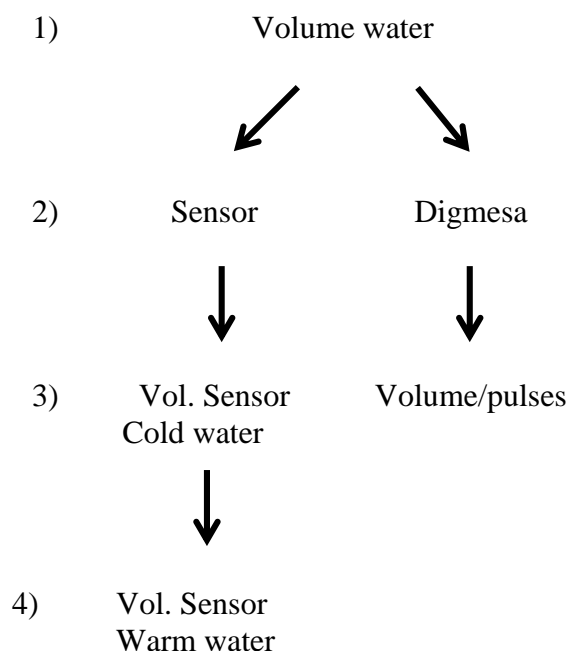 1) Volume water
2) Sensor Digmesa
3) Vol. Sensor Volume/pulses
Cold water
4) Vol. Sensor
Warm water